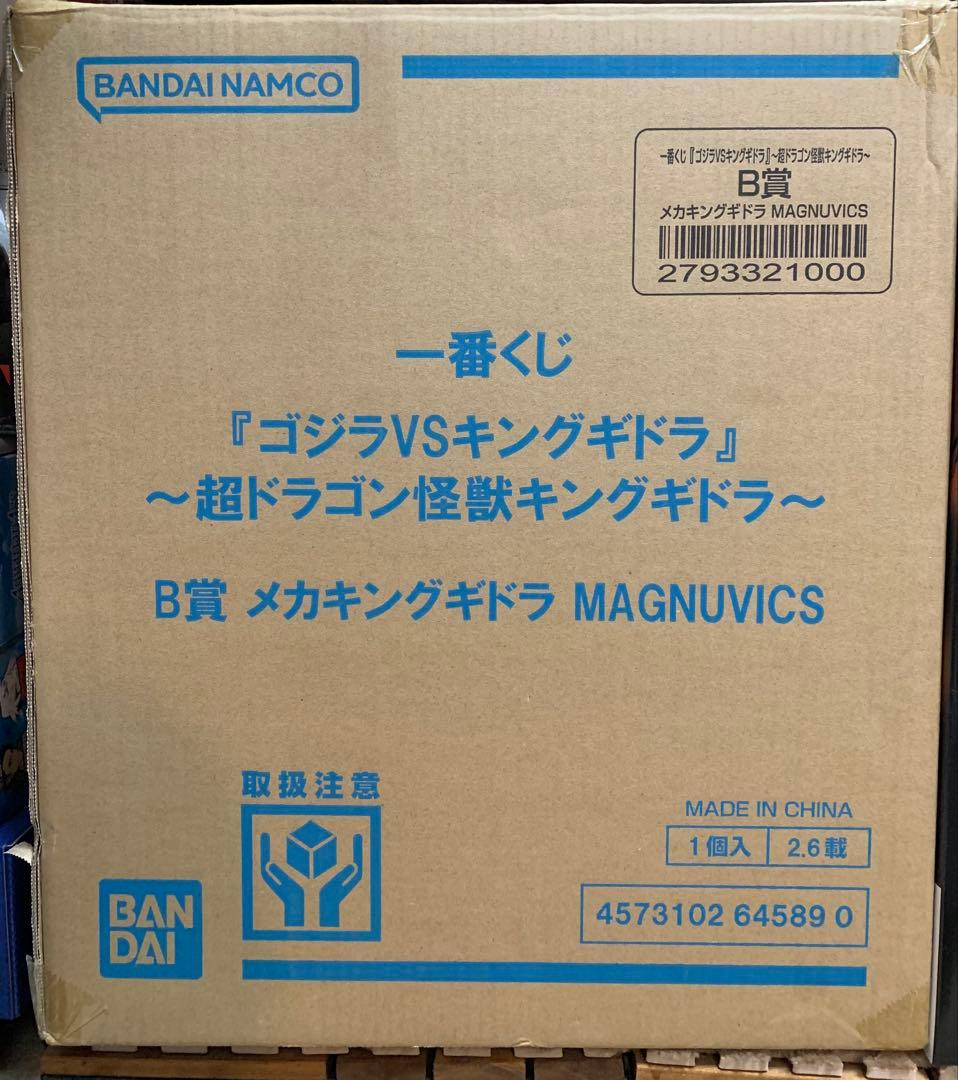 BANDAI NAMCO
一番くじ『ゴジラVSキングギドラ』~超ドラゴン怪獣キングギドラ~
B賞
メカキングギドラ MAGNUVICS
2793321000
一番くじ
『ゴジラVSキングギドラ』
~超ドラゴン怪獣キングギドラ~
B賞 メカキングギドラ MAGNUVICS
取扱注意
MADE IN CHINA
1個入 2.6載
4573102 64589 0
BAN
DAI